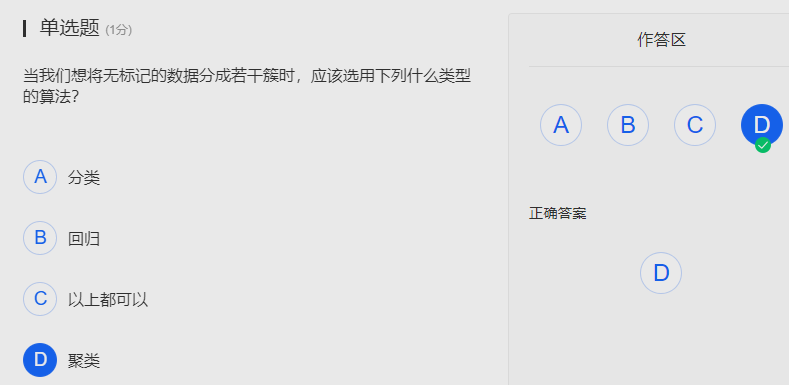 单选题 (1分)
当我们想将无标记的数据分成若干簇时，应该选用下列什么类型
的算法？
A 分类
B 回归
C 以上都可以
D 聚类
作答区
A B C D
正确答案
D